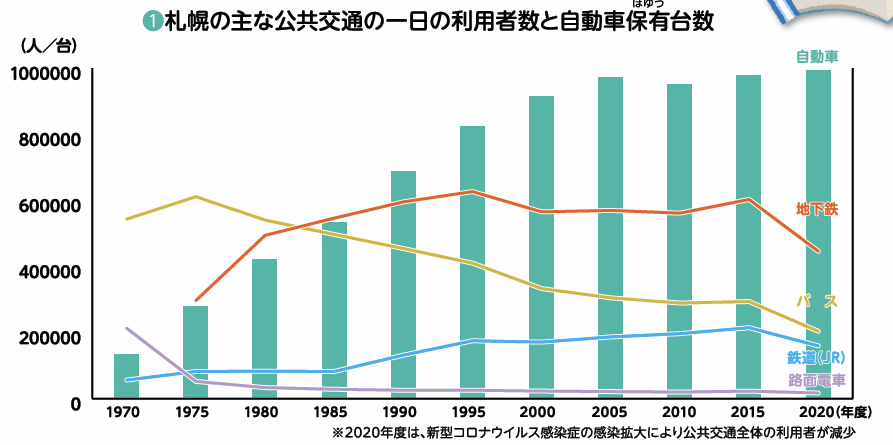 ほゆう
❶札幌の主な公共交通の一日の利用者数と自動車保有台数
(人／台)
1000000
800000
600000
400000
200000
0
自動車
地下鉄
バス
鉄道(JR)
路面電車
1970 1975 1980 1985 1990 1995 2000 2005 2010 2015 2020(年度)
※2020年度は、新型コロナウイルス感染症の感染拡大により公共交通全体の利用者が減少